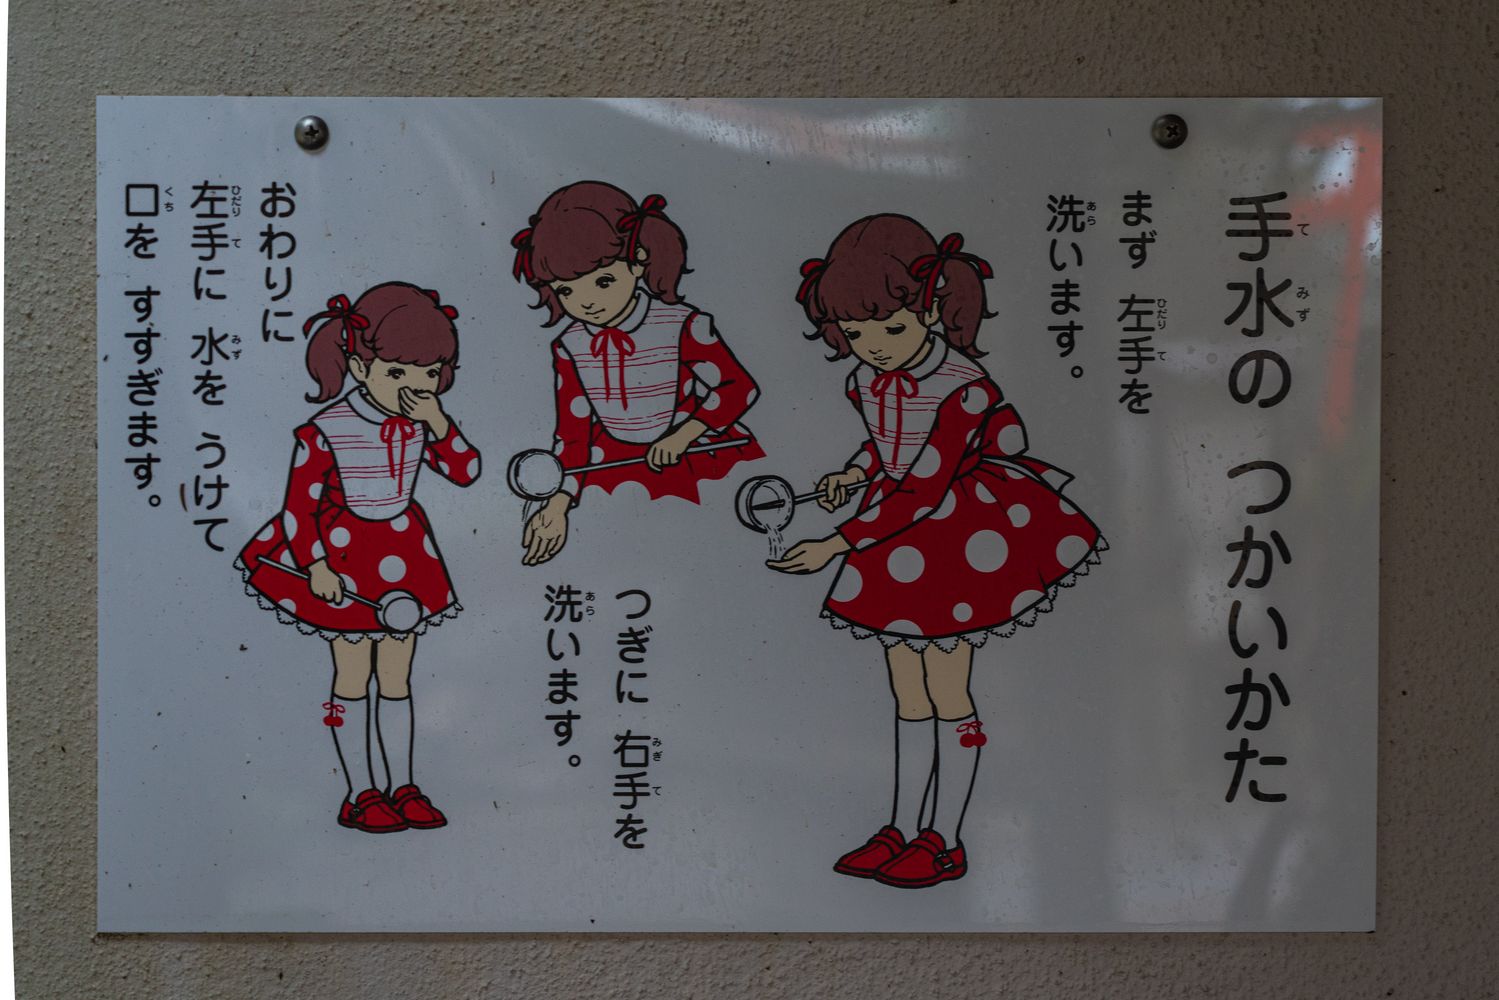 手水の つかいかた
まず 左手を
洗います。
つぎに 右手を
洗います。
おわりに
左手に 水を うけて
口を すすぎます。